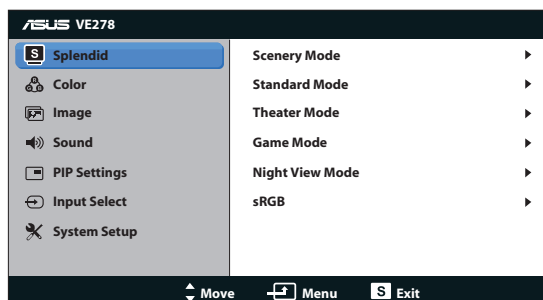 ASUS VE278
S Splendid
Color
Image
Sound
PIP Settings
Input Select
System Setup
Scenery Mode
Standard Mode
Theater Mode
Game Mode
Night View Mode
sRGB
Move Menu S Exit